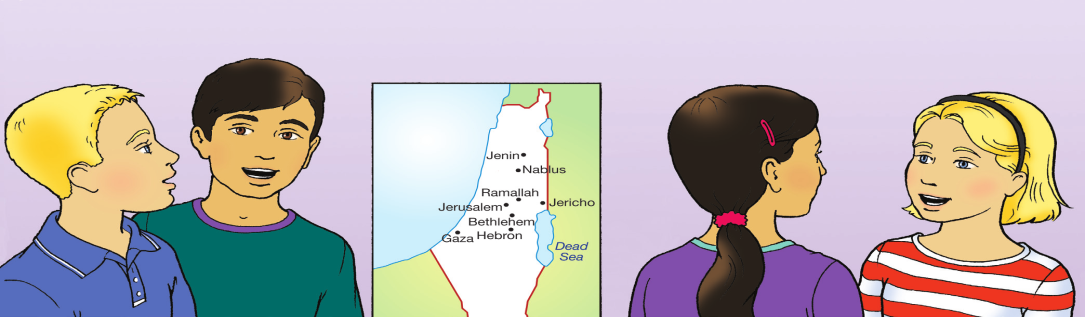 Jenin
Nablus
Ramallah
Jericho
Jerusalem
Bethlehem
Gaza
Hebron
Dead
Sea